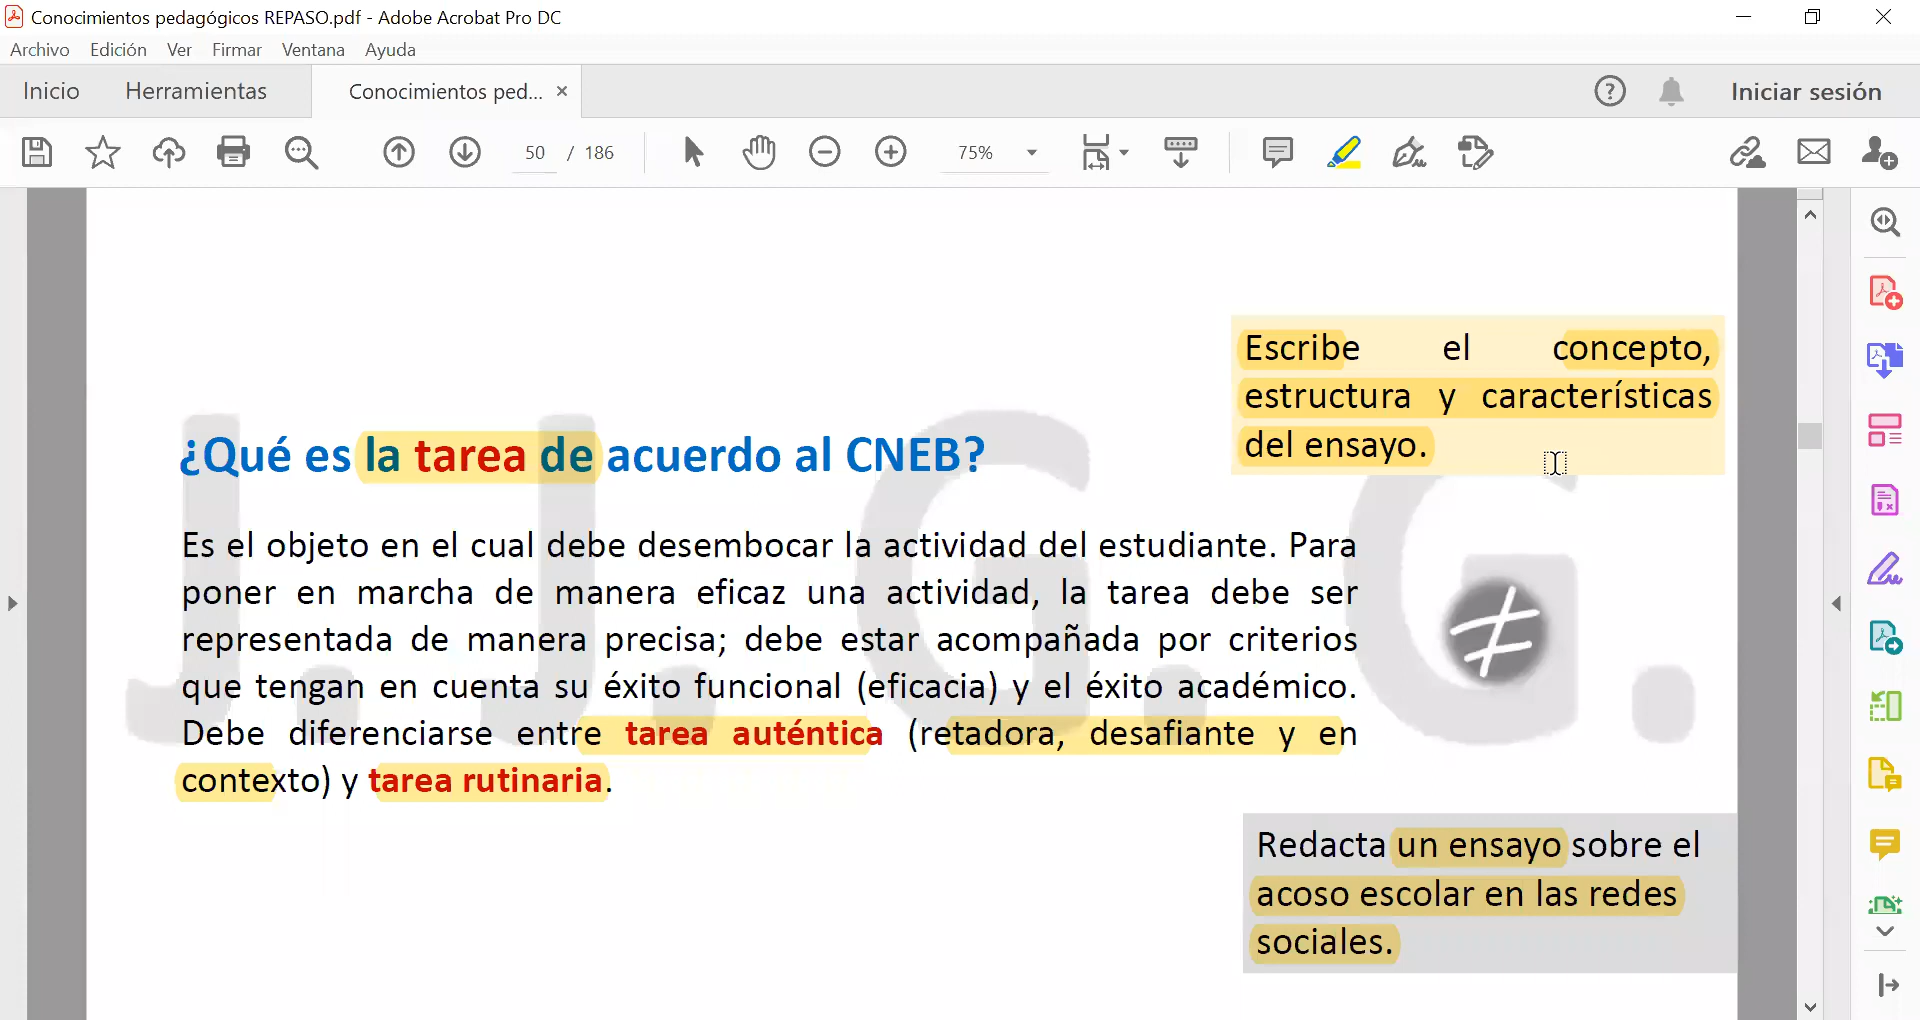 Conocimientos pedagógicos REPASO.pdf - Adobe Acrobat Pro DC
Archivo Edición Ver Firmar Ventana Ayuda
Inicio Herramientas Conocimientos ped... × Iniciar sesión
50 / 186 75%
Escribe el concepto,
estructura y características
del ensayo.
¿Qué es la tarea de acuerdo al CNEB?
Es el objeto en el cual debe desembocar la actividad del estudiante. Para
poner en marcha de manera eficaz una actividad, la tarea debe ser
representada de manera precisa; debe estar acompañada por criterios
que tengan en cuenta su éxito funcional (eficacia) y el éxito académico.
Debe diferenciarse entre tarea auténtica (retadora, desafiante y en
contexto) y tarea rutinaria.
≠
Redacta un ensayo sobre el
acoso escolar en las redes
sociales.
J. J. G. G.